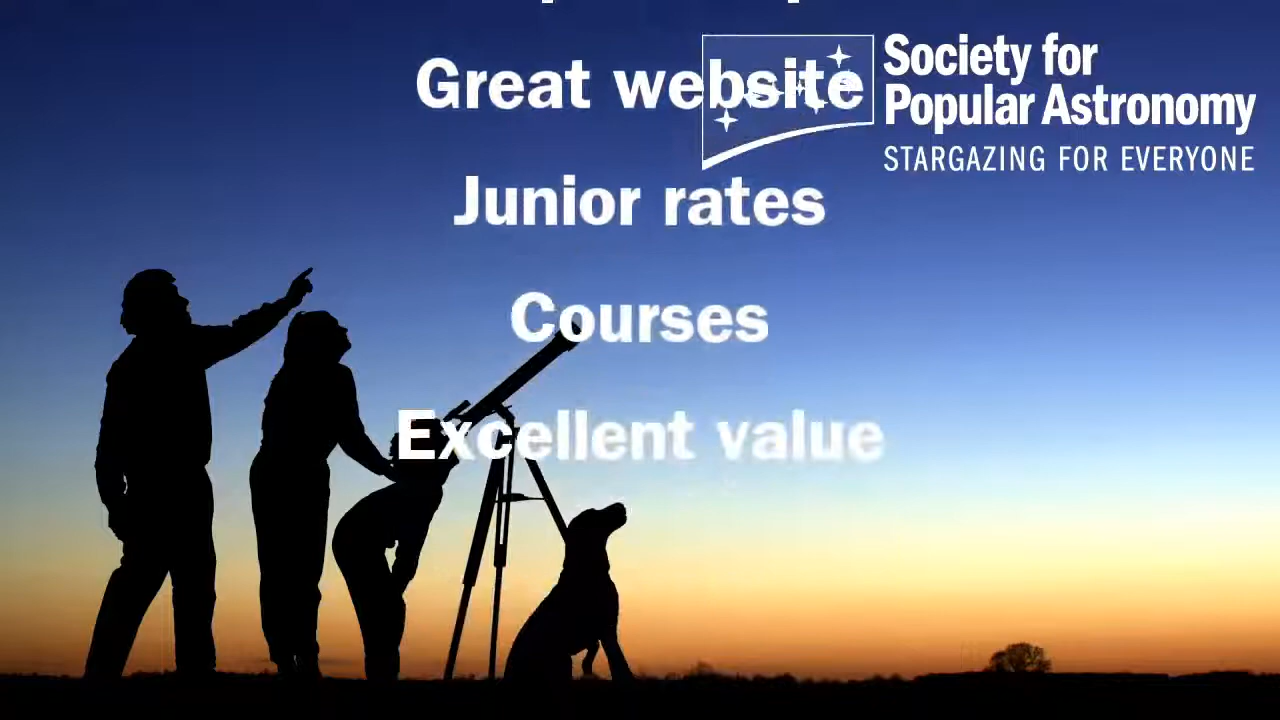 Great website
Society for
Popular Astronomy
STARGAZING FOR EVERYONE
Junior rates
Courses
Excellent value